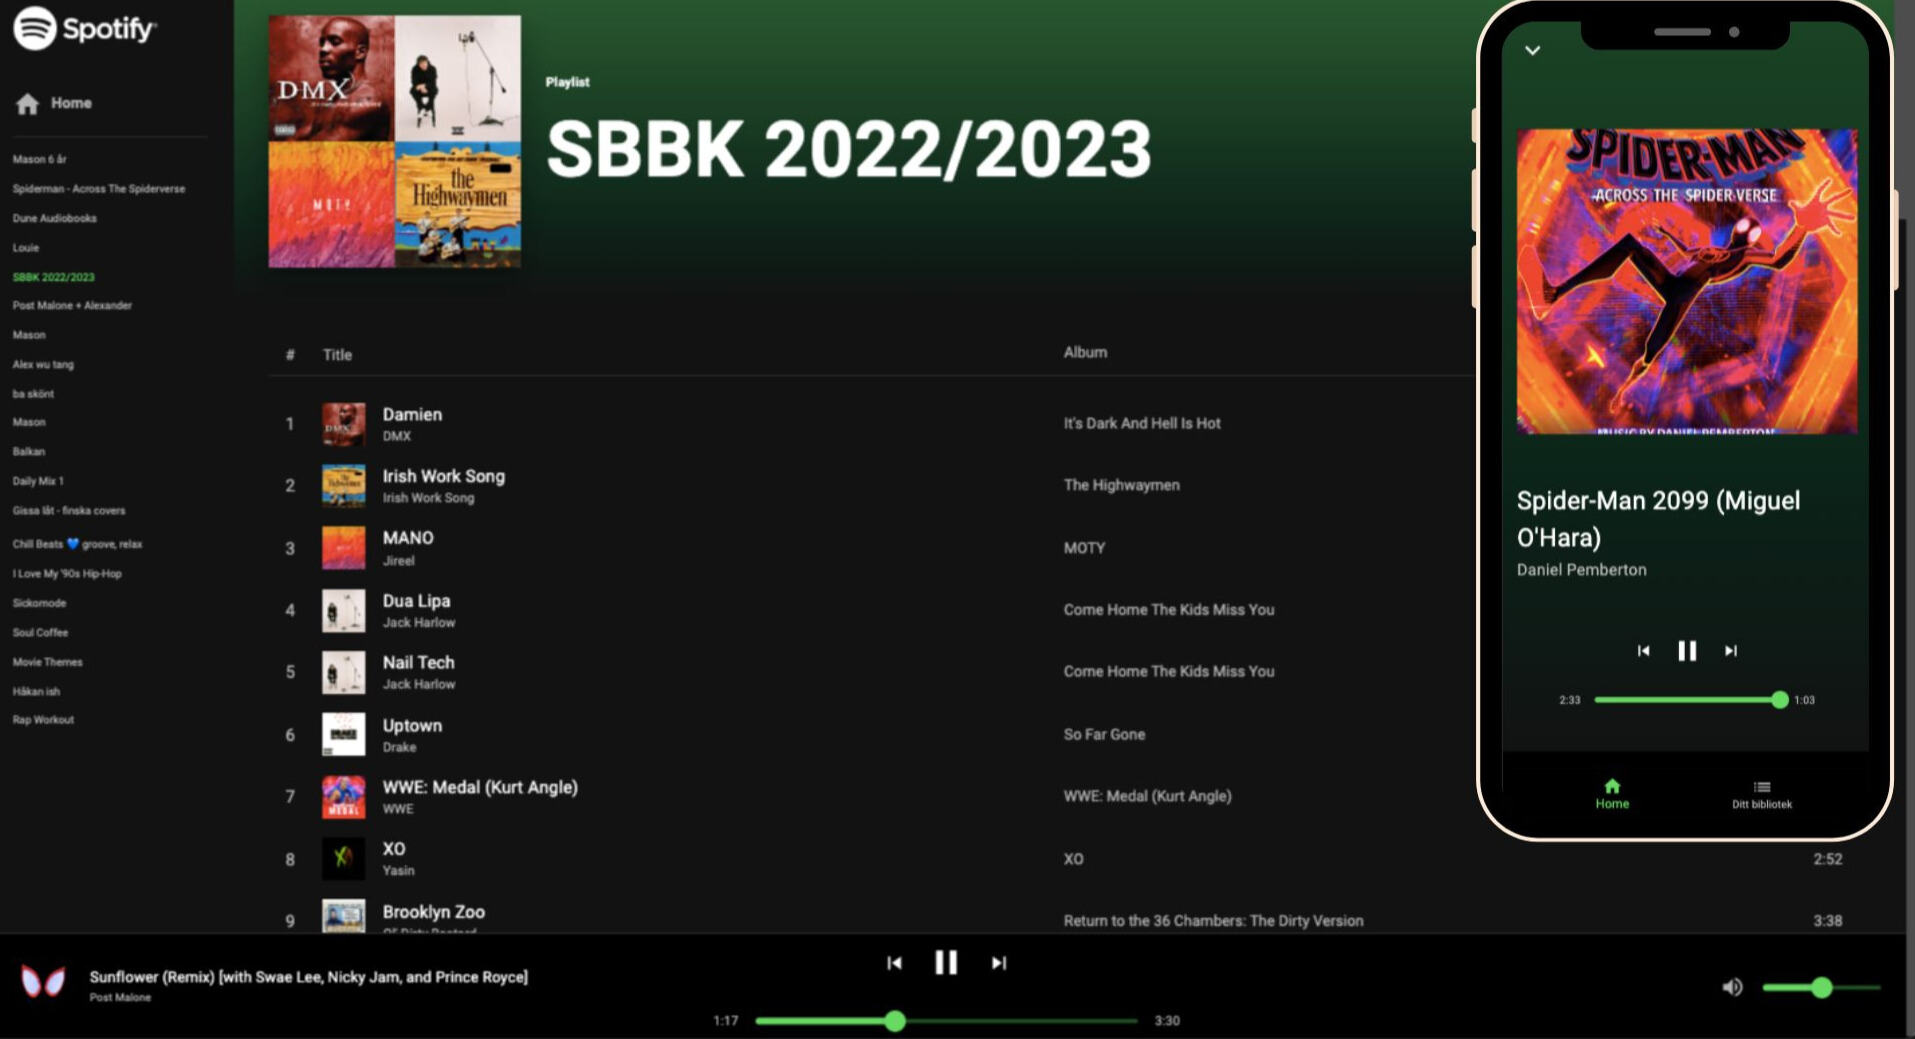 Spotify
Home
Mason 6 år
Spiderman - Across The Spiderverse
Dune Audiobooks
Louie
SBBK 2022/2023
Post Malone + Alexander
Mason
Alex wu tang
ba skönt
Mason
Balkan
Daily Mix 1
Gissa låt - finska covers
Chill Beats 💙 groove, relax
I Love My '90s Hip-Hop
Sickomode
Soul Coffee
Movie Themes
Håkan ish
Rap Workout
DMX
MOTY
the
Highwaymen
Playlist
SBBK 2022/2023
# Title Album
1 Damien It's Dark And Hell Is Hot
DMX
2 Irish Work Song The Highwaymen
Irish Work Song
3 MANO MOTY
Jireel
4 Dua Lipa Come Home The Kids Miss You
Jack Harlow
5 Nail Tech Come Home The Kids Miss You
Jack Harlow
6 Uptown So Far Gone
Drake
7 WWE: Medal (Kurt Angle) WWE: Medal (Kurt Angle)
WWE
8 XO XO 2:52
Yasin
9 Brooklyn Zoo Return to the 36 Chambers: The Dirty Version 3:38
Ol' Dirty Bastard
Sunflower (Remix) [with Swae Lee, Nicky Jam, and Prince Royce]
Post Malone
1:17 3:30
SPIDER-MAN
ACROSS THE SPIDER-VERSE
MUSIC BY DANIEL PEMBERTON
Spider-Man 2099 (Miguel
O'Hara)
Daniel Pemberton
2:33 1:03
Home Ditt bibliotek